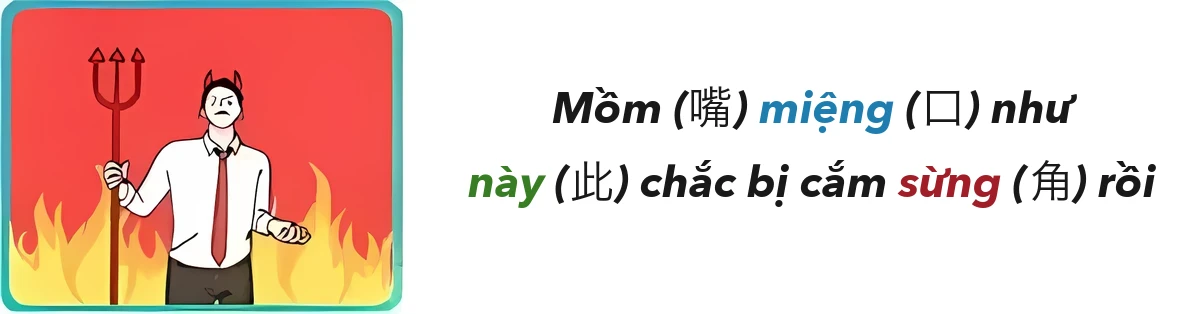 Mồm (嘴) miệng (口) như
này (此) chắc bị cắm sừng (角) rồi